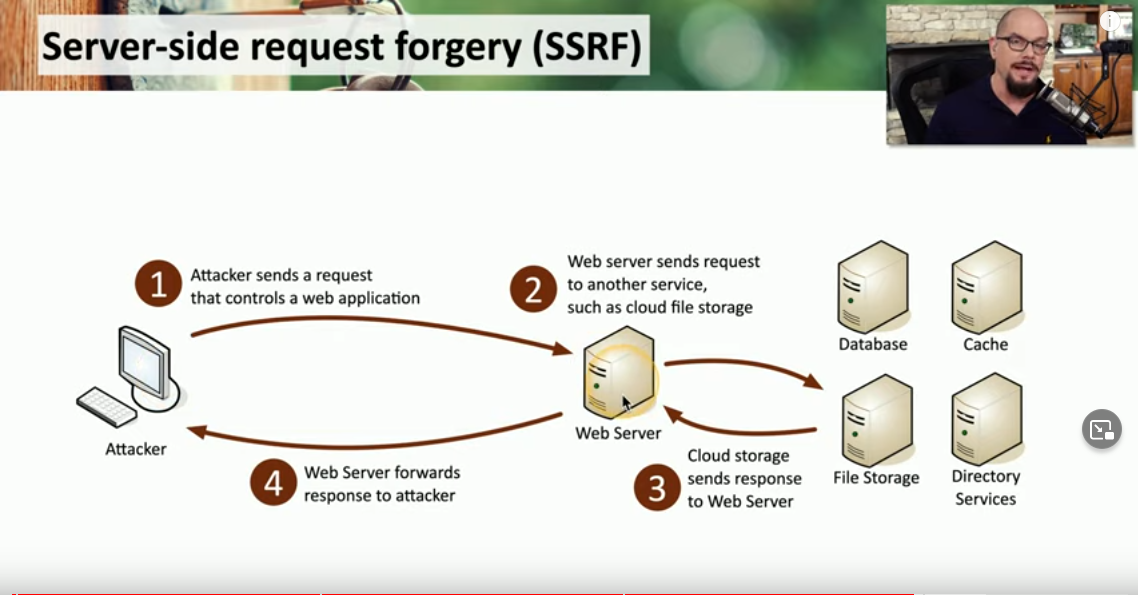 Server-side request forgery (SSRF)
1
Attacker sends a request
that controls a web application
2
Web server sends request
to another service,
such as cloud file storage
Database
Cache
Attacker
Web Server
4
Web Server forwards
response to attacker
3
Cloud storage
sends response
to Web Server
File Storage
Directory
Services